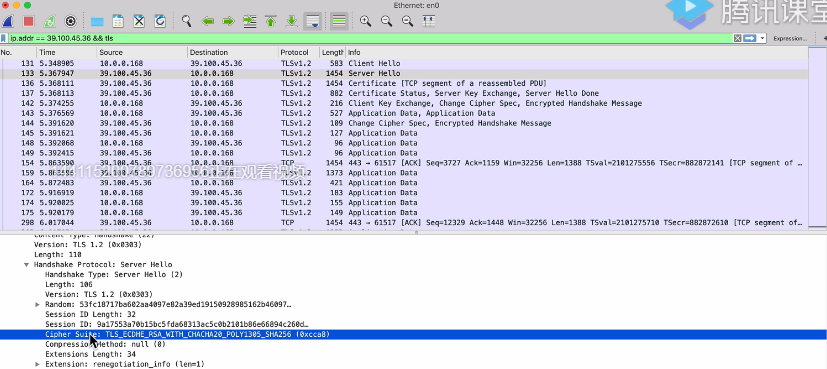 Ethernet: en0
腾讯课堂
ip.addr == 39.100.45.36 && tls
Expression...
No. Time Source Destination Protocol Length Info
131 5.348905 10.0.0.168 39.100.45.36 TLSv1.2 583 Client Hello
133 5.367947 39.100.45.36 10.0.0.168 TLSv1.2 1454 Server Hello
136 5.368111 39.100.45.36 10.0.0.168 TLSv1.2 1454 Certificate [TCP segment of a reassembled PDU]
137 5.368113 39.100.45.36 10.0.0.168 TLSv1.2 882 Certificate Status, Server Key Exchange, Server Hello Done
142 5.374255 10.0.0.168 39.100.45.36 TLSv1.2 216 Client Key Exchange, Change Cipher Spec, Encrypted Handshake Message
143 5.376569 10.0.0.168 39.100.45.36 TLSv1.2 527 Application Data, Application Data
144 5.391620 39.100.45.36 10.0.0.168 TLSv1.2 109 Change Cipher Spec, Encrypted Handshake Message
145 5.391621 39.100.45.36 10.0.0.168 TLSv1.2 127 Application Data
148 5.392068 10.0.0.168 39.100.45.36 TLSv1.2 96 Application Data
149 5.392415 39.100.45.36 10.0.0.168 TLSv1.2 96 Application Data
154 5.863590 39.100.45.36 10.0.0.168 TCP 1454 443 → 61517 [ACK] Seq=3727 Ack=1159 Win=32256 Len=1388 TSval=2101275556 TSecr=882872141 [TCP segment of ...
159 39.100.45.36 10.0.0.168 TLSv1.2 1373 Application Data
正在观看视频
164 5.872483 39.100.45.36 10.0.0.168 TLSv1.2 421 Application Data
172 5.916919 10.0.0.168 39.100.45.36 TLSv1.2 183 Application Data
174 5.920025 10.0.0.168 39.100.45.36 TLSv1.2 155 Application Data
175 5.920179 10.0.0.168 39.100.45.36 TLSv1.2 149 Application Data
298 6.017044 39.100.45.36 10.0.0.168 TCP 1454 443 → 61517 [ACK] Seq=12329 Ack=1448 Win=32256 Len=1388 TSval=2101275710 TSecr=882872610 [TCP segment of...
Content Type: Handshake (22)
Version: TLS 1.2 (0x0303)
Length: 110
Handshake Protocol: Server Hello
Handshake Type: Server Hello (2)
Length: 106
Version: TLS 1.2 (0x0303)
Random: 53fc18717ba602aa4097e82a39ed19150928985162b46097…
Session ID Length: 32
Session ID: 9a17553a70b15bc5fda68313ac5c0b2101b86e66894c260d…
Cipher Suite: TLS_ECDHE_RSA_WITH_CHACHA20_POLY1305_SHA256 (0xcca8)
Compression Method: null (0)
Extensions Length: 34
Extension: renegotiation_info (len=1)